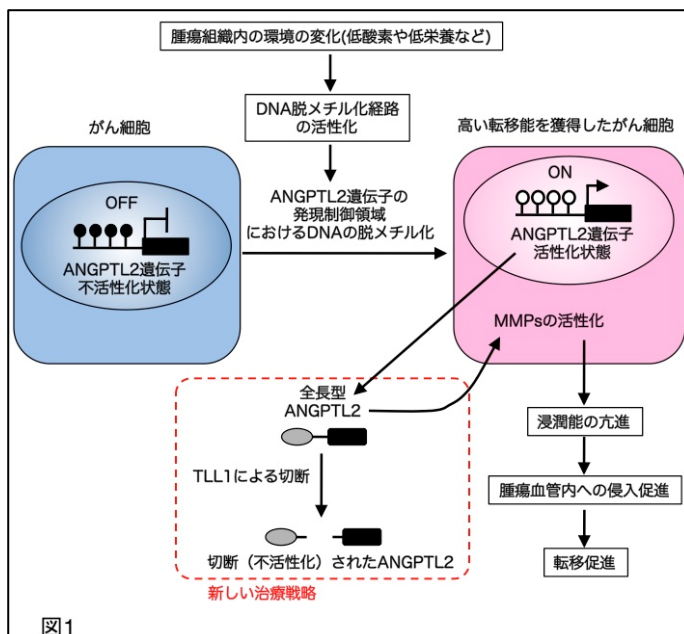 腫瘍組織内の環境の変化(低酸素や低栄養など)
DNA脱メチル化経路
の活性化
がん細胞
高い転移能を獲得したがん細胞
OFF
ANGPTL2遺伝子
不活性化状態
ANGPTL2遺伝子の
発現制御領域
におけるDNAの脱メチル化
ON
ANGPTL2遺伝子
活性化状態
MMPsの活性化
全長型
ANGPTL2
TLL1による切断
切断（不活性化）されたANGPTL2
新しい治療戦略
浸潤能の亢進
腫瘍血管内への侵入促進
転移促進
図1